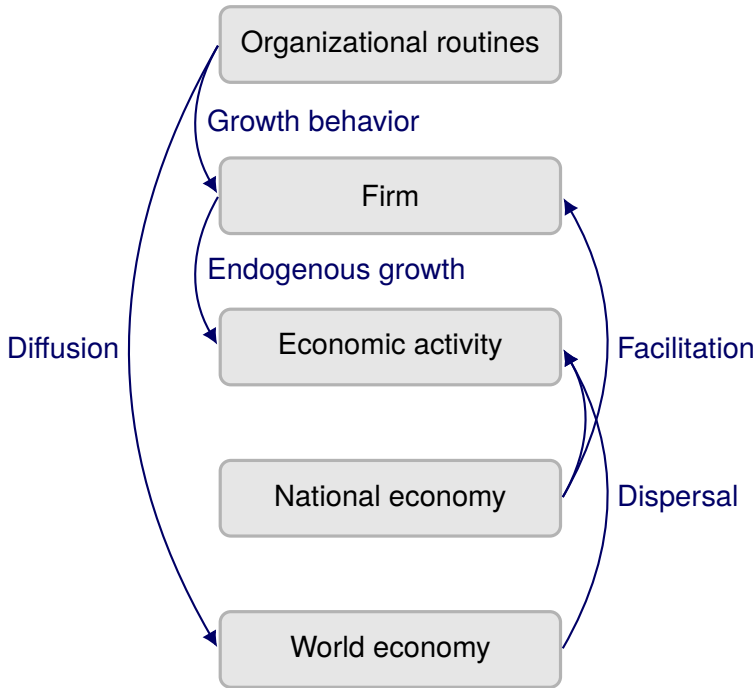 Organizational routines
Growth behavior
Firm
Endogenous growth
Economic activity
Diffusion
Facilitation
National economy
Dispersal
World economy